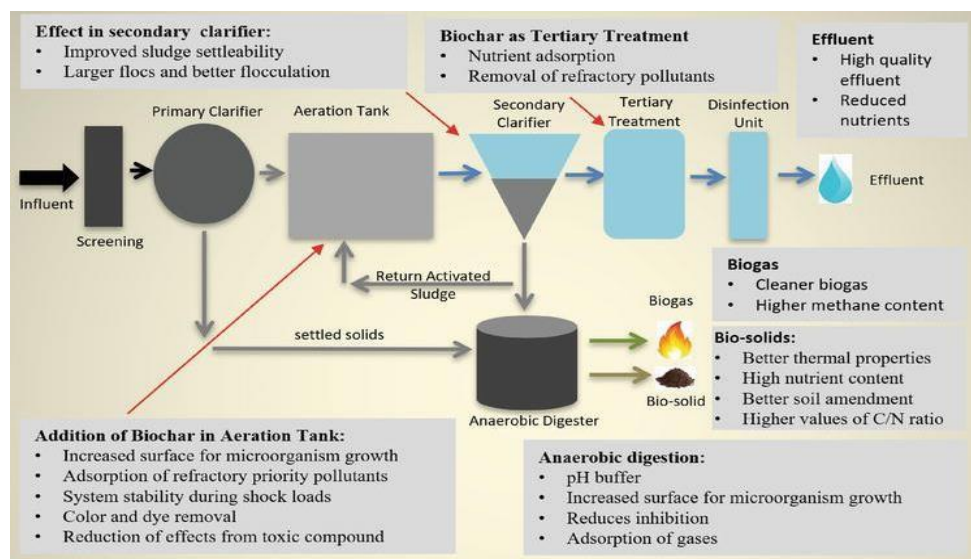 Effect in secondary clarifier:
• Improved sludge settleability
• Larger flocs and better flocculation
Biochar as Tertiary Treatment
• Nutrient adsorption
• Removal of refractory pollutants
Effluent
• High quality
effluent
• Reduced
nutrients
Primary Clarifier
Aeration Tank
Secondary
Clarifier
Tertiary
Treatment
Disinfection
Unit
Influent
Screening
Effluent
Return Activated
Sludge
settled solids
Biogas
Bio-solid
Anaerobic Digester
Biogas
• Cleaner biogas
• Higher methane content
Bio-solids:
• Better thermal properties
• High nutrient content
• Better soil amendment
• Higher values of C/N ratio
Addition of Biochar in Aeration Tank:
• Increased surface for microorganism growth
• Adsorption of refractory priority pollutants
• System stability during shock loads
• Color and dye removal
• Reduction of effects from toxic compound
Anaerobic digestion:
• pH buffer
• Increased surface for microorganism growth
• Reduces inhibition
• Adsorption of gases